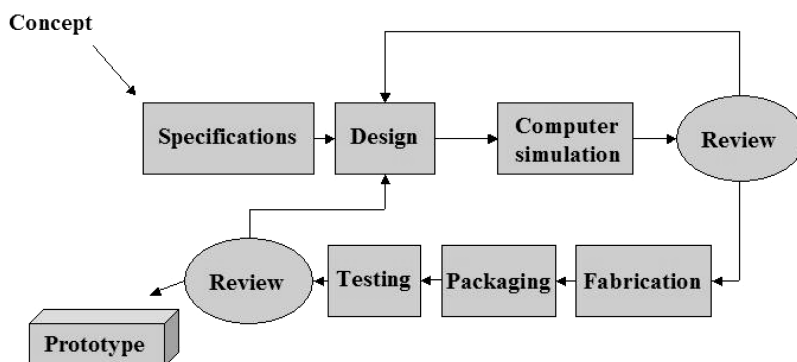 Concept
Specifications
Design
Computer
simulation
Review
Review
Testing
Packaging
Fabrication
Prototype